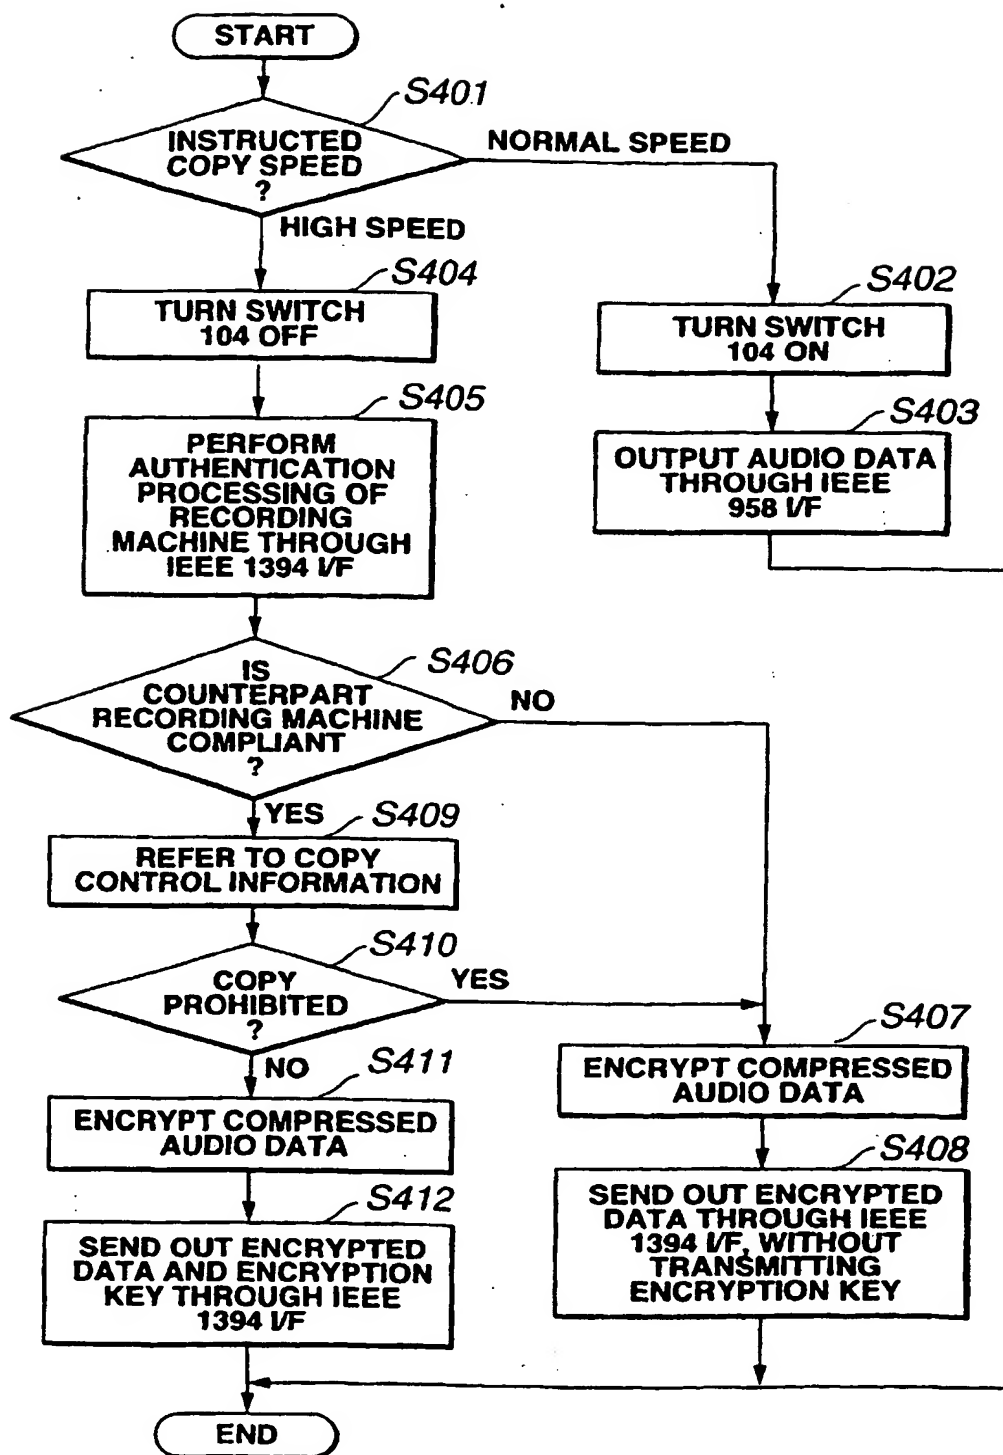 START
S401
INSTRUCTED
COPY SPEED
?
NORMAL SPEED
HIGH SPEED
S404
TURN SWITCH
104 OFF
S402
TURN SWITCH
104 ON
S405
PERFORM
AUTHENTICATION
PROCESSING OF
RECORDING
MACHINE THROUGH
IEEE 1394 I/F
S403
OUTPUT AUDIO DATA
THROUGH IEEE
958 I/F
S406
IS
COUNTERPART
RECORDING MACHINE
COMPLIANT
?
NO
YES
S409
REFER TO COPY
CONTROL INFORMATION
S410
COPY
PROHIBITED
?
YES
NO
S407
ENCRYPT COMPRESSED
AUDIO DATA
S411
ENCRYPT COMPRESSED
AUDIO DATA
S408
SEND OUT ENCRYPTED
DATA THROUGH IEEE
1394 I/F, WITHOUT
TRANSMITTING
ENCRYPTION KEY
S412
SEND OUT ENCRYPTED
DATA AND ENCRYPTION
KEY THROUGH IEEE
1394 I/F
END